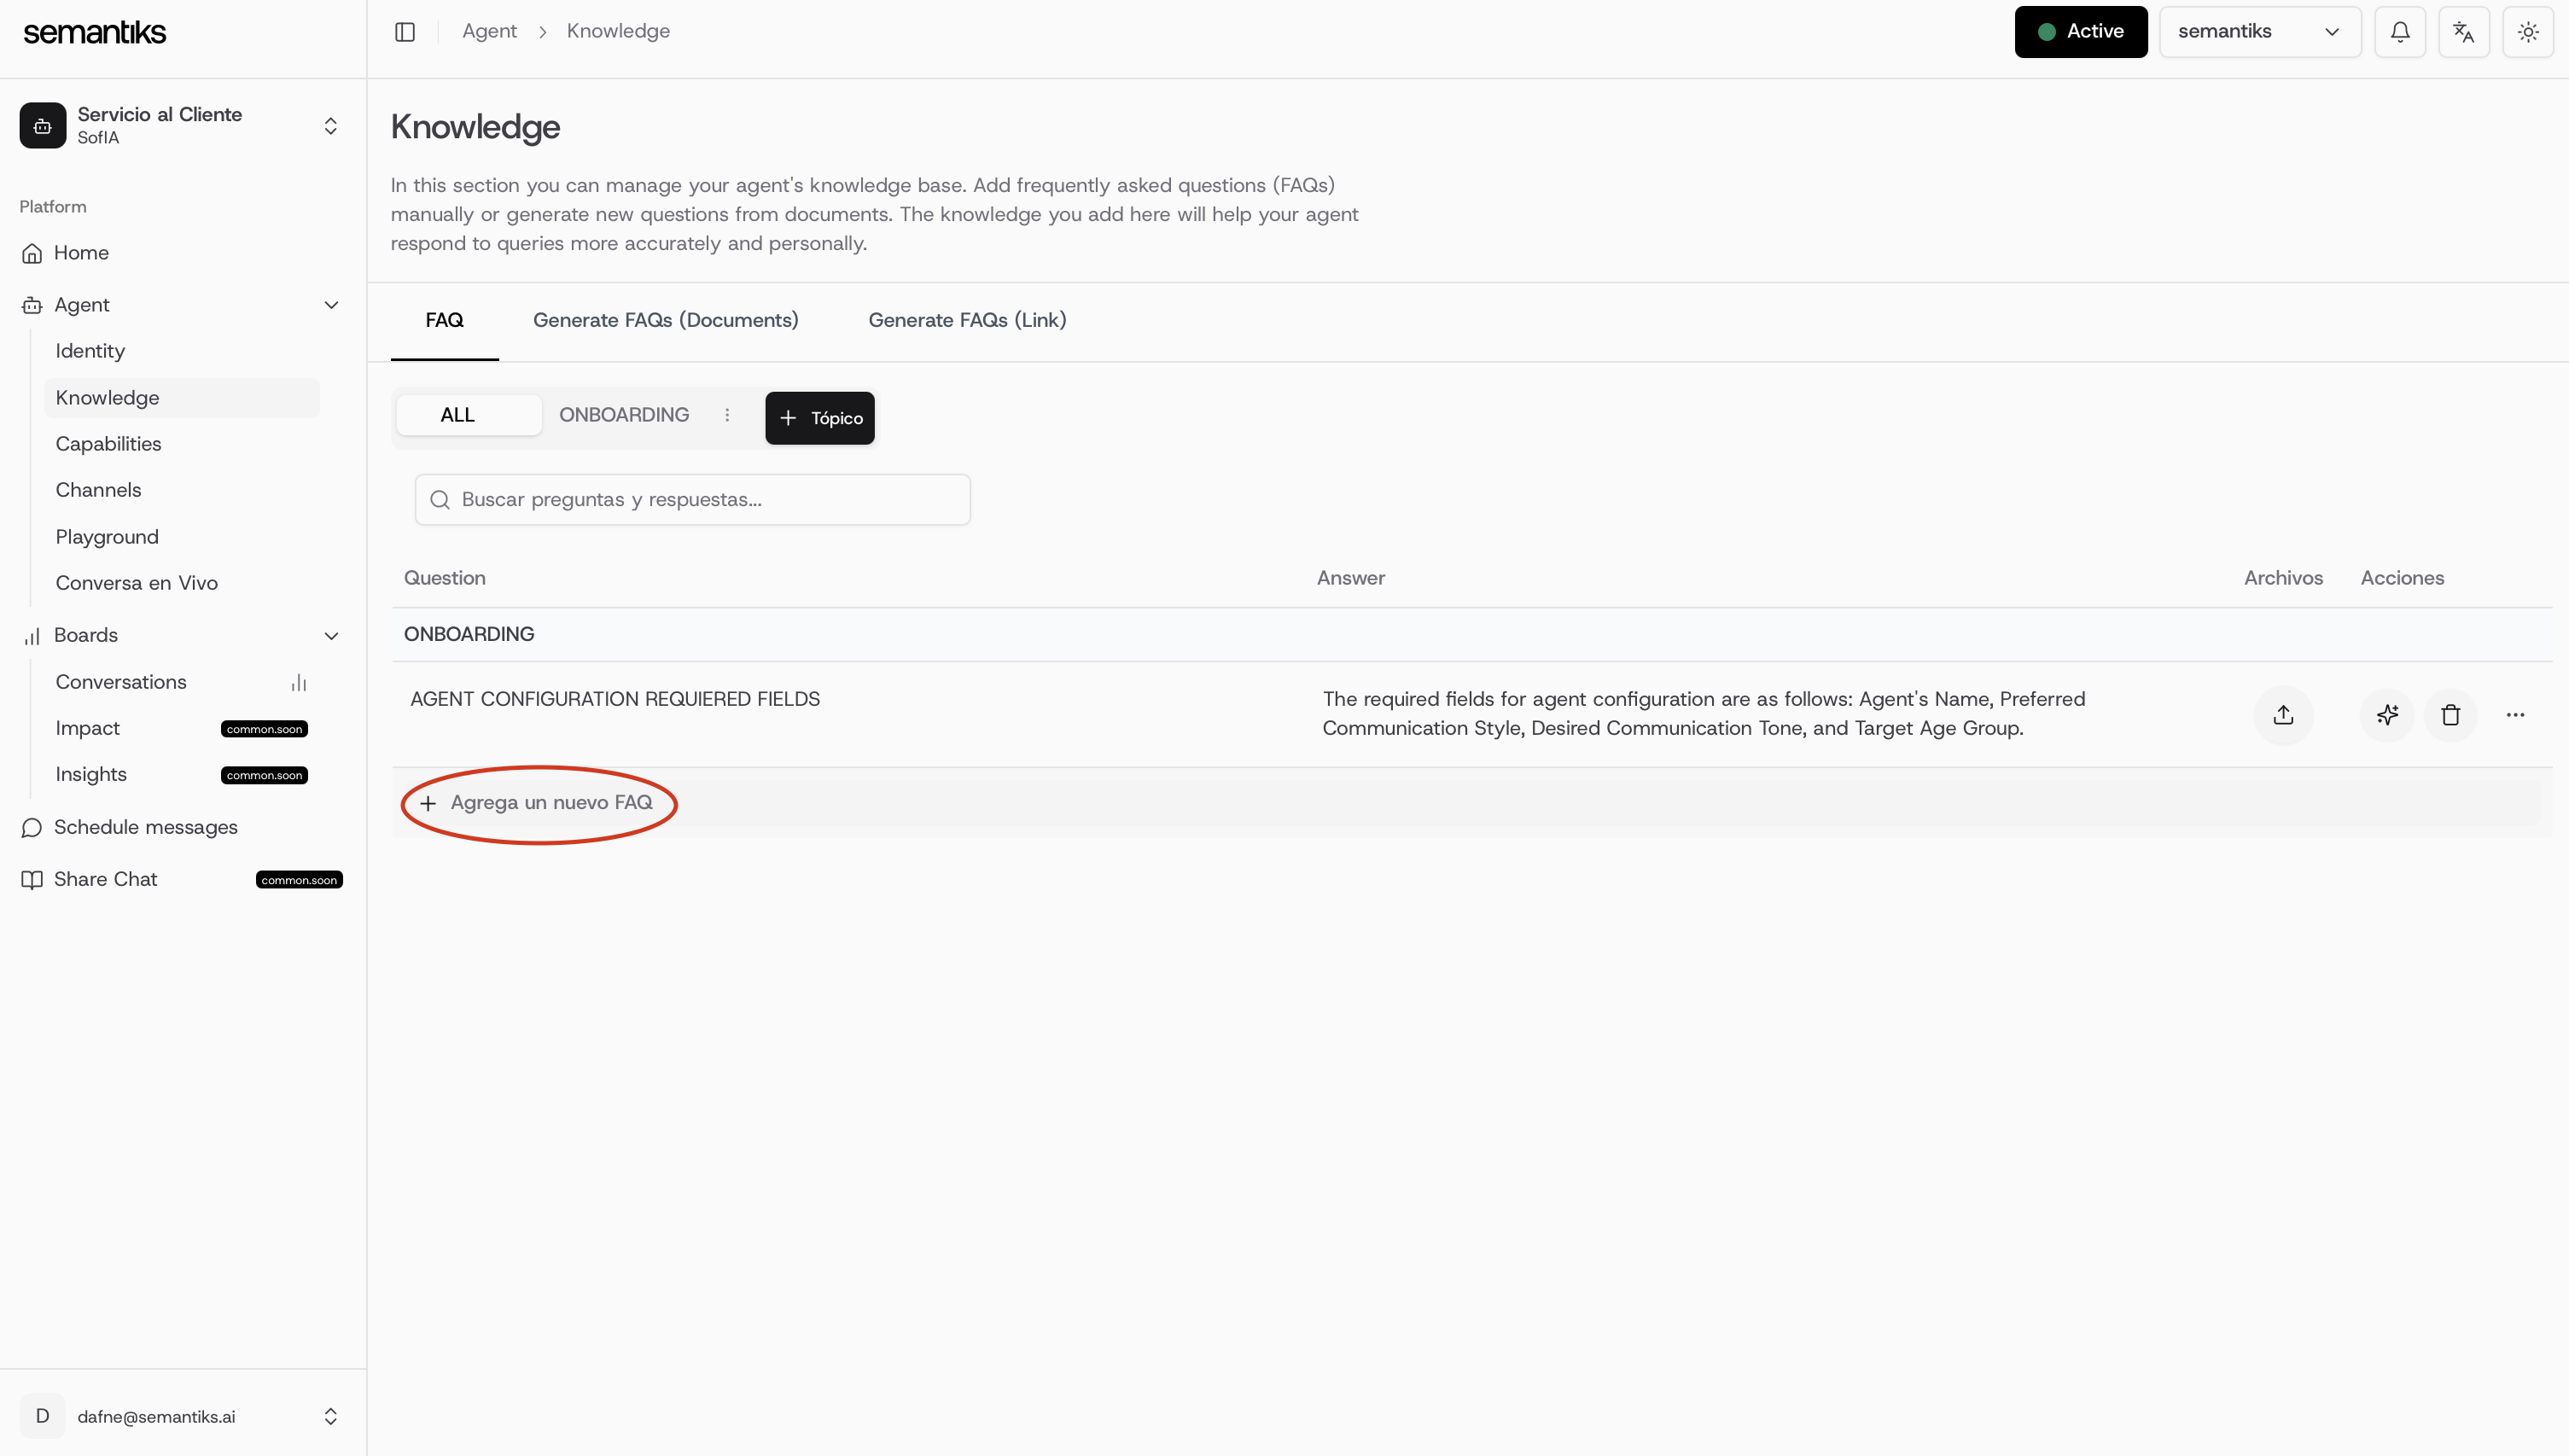 semantiks
Servicio al Cliente
SofIA
Platform
Home
Agent
Identity
Knowledge
Capabilities
Channels
Playground
Conversa en Vivo
Boards
Conversations
Impact common.soon
Insights common.soon
Schedule messages
Share Chat common.soon
D dafne@semantiks.ai
Agent Knowledge
Active
semantiks
Knowledge
In this section you can manage your agent's knowledge base. Add frequently asked questions (FAQs)
manually or generate new questions from documents. The knowledge you add here will help your agent
respond to queries more accurately and personally.
FAQ Generate FAQs (Documents) Generate FAQs (Link)
ALL ONBOARDING + Tópico
Buscar preguntas y respuestas...
Question Answer Archivos Acciones
ONBOARDING
AGENT CONFIGURATION REQUIERED FIELDS
The required fields for agent configuration are as follows: Agent's Name, Preferred
Communication Style, Desired Communication Tone, and Target Age Group.
+ Agrega un nuevo FAQ